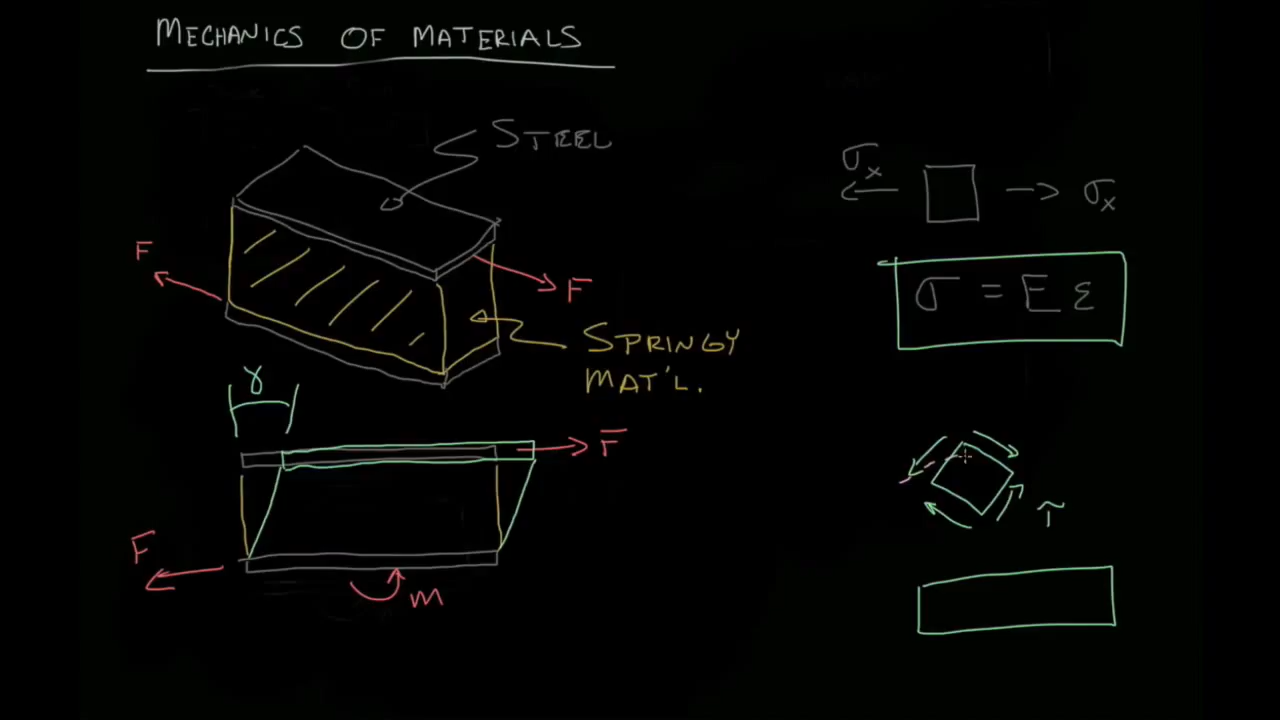 MECHANICS OF MATERIALS
STEEL
F
F
SPRINGY
MAT'L.
γ
F
F
M
σx
σx
σ = E ε
τ